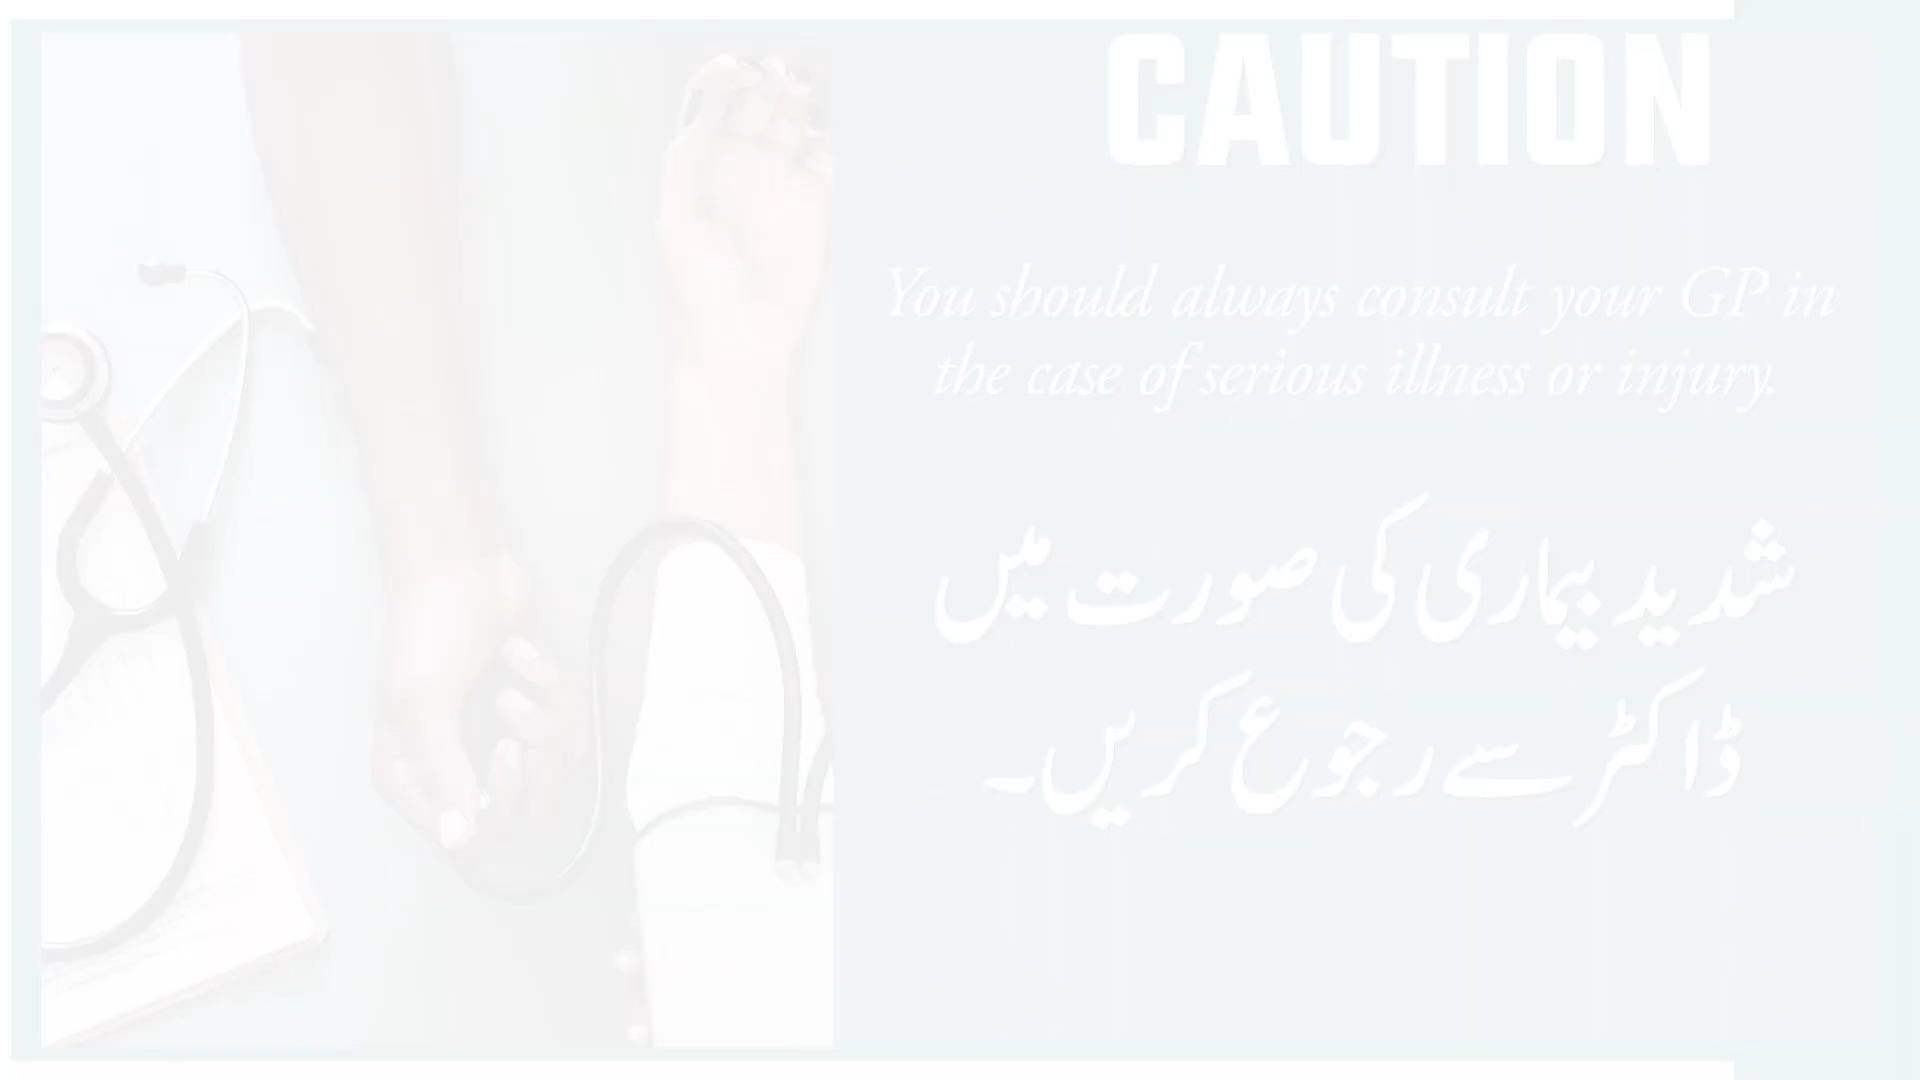 CAUTION
You should always consult your GP in
the case of serious illness or injury.
شدید بیماری کی صورت میں
ڈاکٹر سے رجوع کریں۔